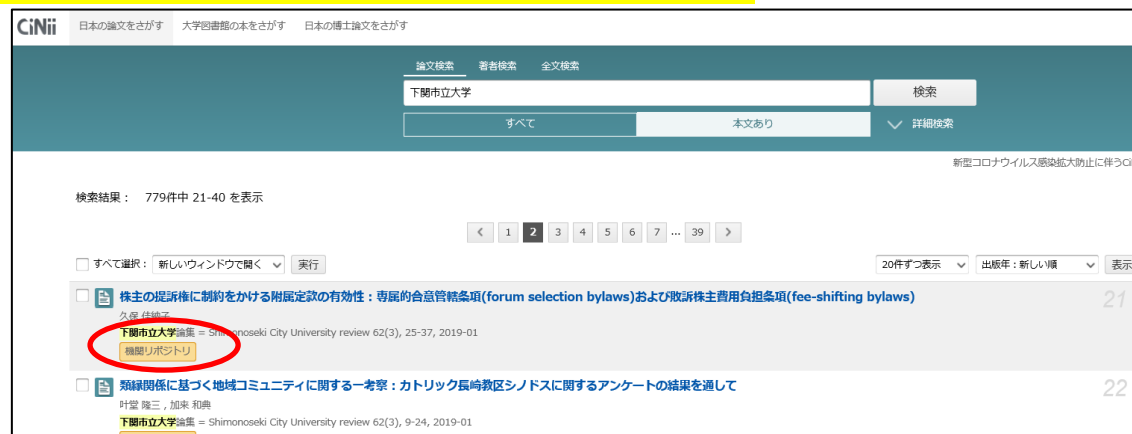 CiNii 日本の論文をさがす 大学図書館の本をさがす 日本の博士論文をさがす
論文検索 著者検索 全文検索
下関市立大学 検索
すべて 本文あり 詳細検索
新型コロナウイルス感染拡大防止に伴うCi
検索結果： 779件中 21-40 を表示
1 2 3 4 5 6 7 ... 39
すべて選択： 新しいウィンドウで開く 実行 20件ずつ表示 出版年：新しい順 表示
株主の提訴権に制約をかける附属定款の有効性：専属的合意管轄条項(forum selection bylaws)および敗訴株主費用負担条項(fee-shifting bylaws) 21
久保 佳納子
下関市立大学論集 = Shimonoseki City University review 62(3), 25-37, 2019-01
機関リポジトリ
類縁関係に基づく地域コミュニティに関する一考察：カトリック長崎教区シノドスに関するアンケートの結果を通して 22
叶堂 隆三 , 加来 和典
下関市立大学論集 = Shimonoseki City University review 62(3), 9-24, 2019-01